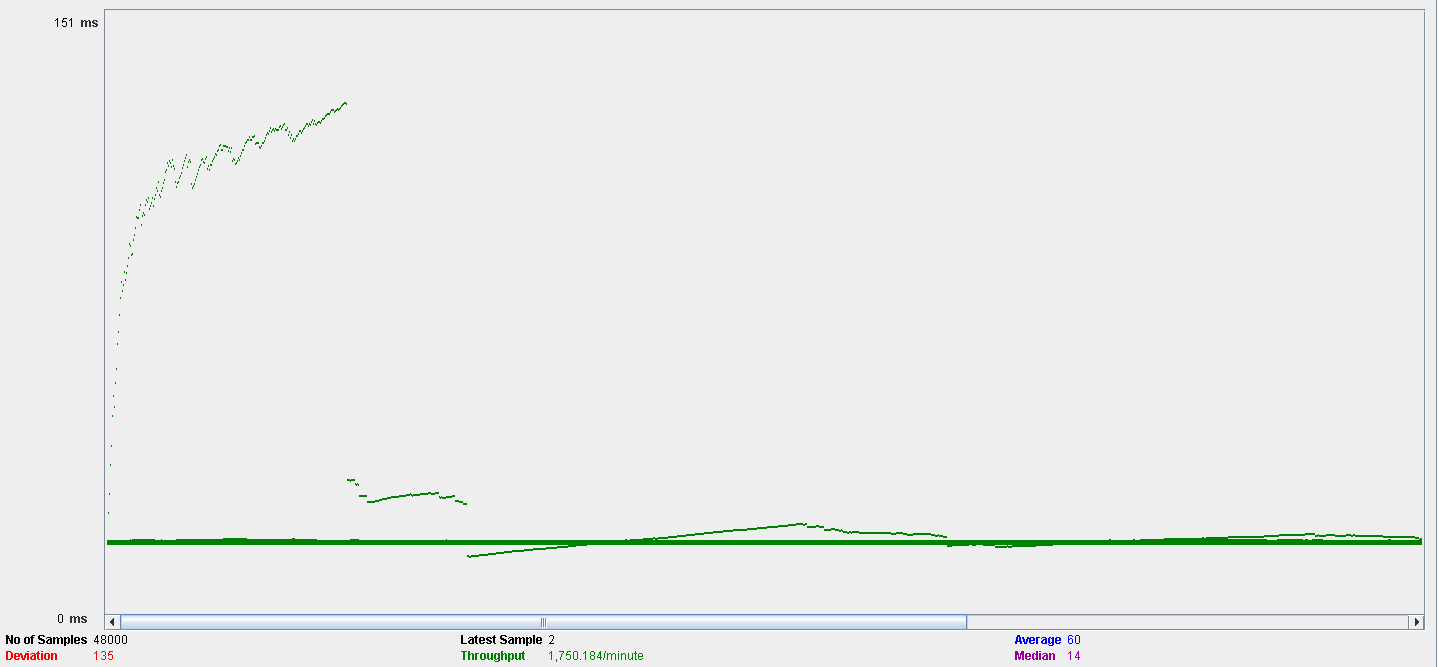 151 ms
0 ms
No of Samples 48000 Latest Sample 2 Average 60
Deviation 135 Throughput 1,750.184/minute Median 14